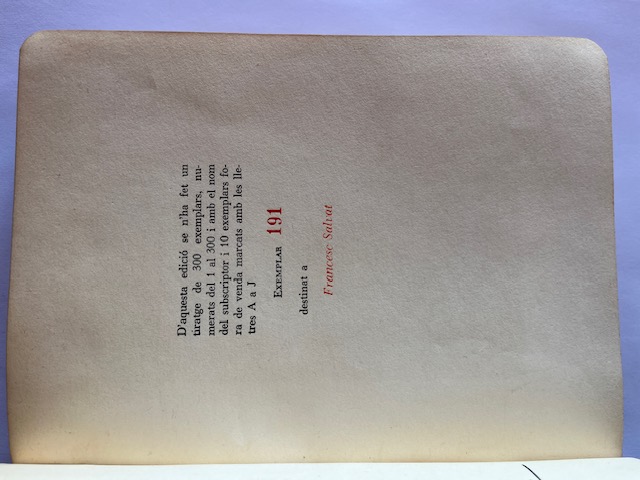 D'aquesta edició se n'ha fet un
tiratge de 300 exemplars, nu-
merats del 1 al 300 i amb el nom
del subscriptor i 10 exemplars fo-
ra de venda marcats amb les lle-
tres A a J
EXEMPLAR 191
destinat a
Francesc Salvat